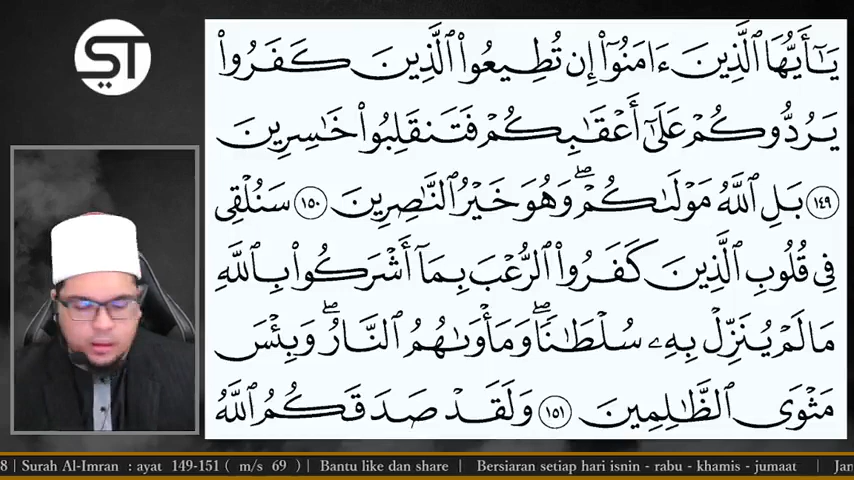 ST
يَـٰٓأَيُّهَا ٱلَّذِينَ ءَامَنُوٓا۟ إِن تُطِيعُوا۟ ٱلَّذِينَ كَفَرُوا۟
يَرُدُّوكُمْ عَلَىٰٓ أَعْقَـٰبِكُمْ فَتَنقَلِبُوا۟ خَـٰسِرِينَ
١٤٩ بَلِ ٱللَّهُ مَوْلَىٰكُمْ ۖ وَهُوَ خَيْرُ ٱلنَّـٰصِرِينَ ١٥٠ سَنُلْقِى
فِى قُلُوبِ ٱلَّذِينَ كَفَرُوا۟ ٱلرُّعْبَ بِمَآ أَشْرَكُوا۟ بِٱللَّهِ
مَا لَمْ يُنَزِّلْ بِهِۦ سُلْطَـٰنًا ۖ وَمَأْوَىٰهُمُ ٱلنَّارُ ۖ وَبِئْسَ
مَثْوَى ٱلظَّـٰلِمِينَ ١٥١ وَلَقَدْ صَدَقَكُمُ ٱللَّهُ
8 | Surah Al-Imran : ayat 149-151 ( m/s 69 ) | Bantu like dan share | Bersiaran setiap hari isnin - rabu - khamis - jumaat | Jan